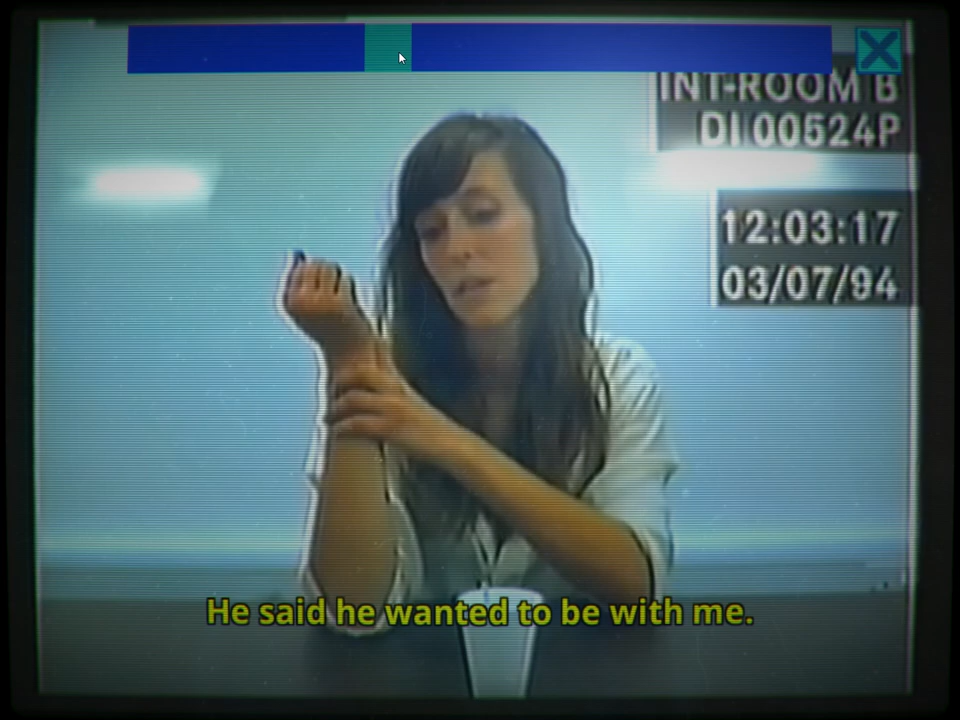 INT-ROOM B
DI 00524P
12:03:17
03/07/94
He said he wanted to be with me.